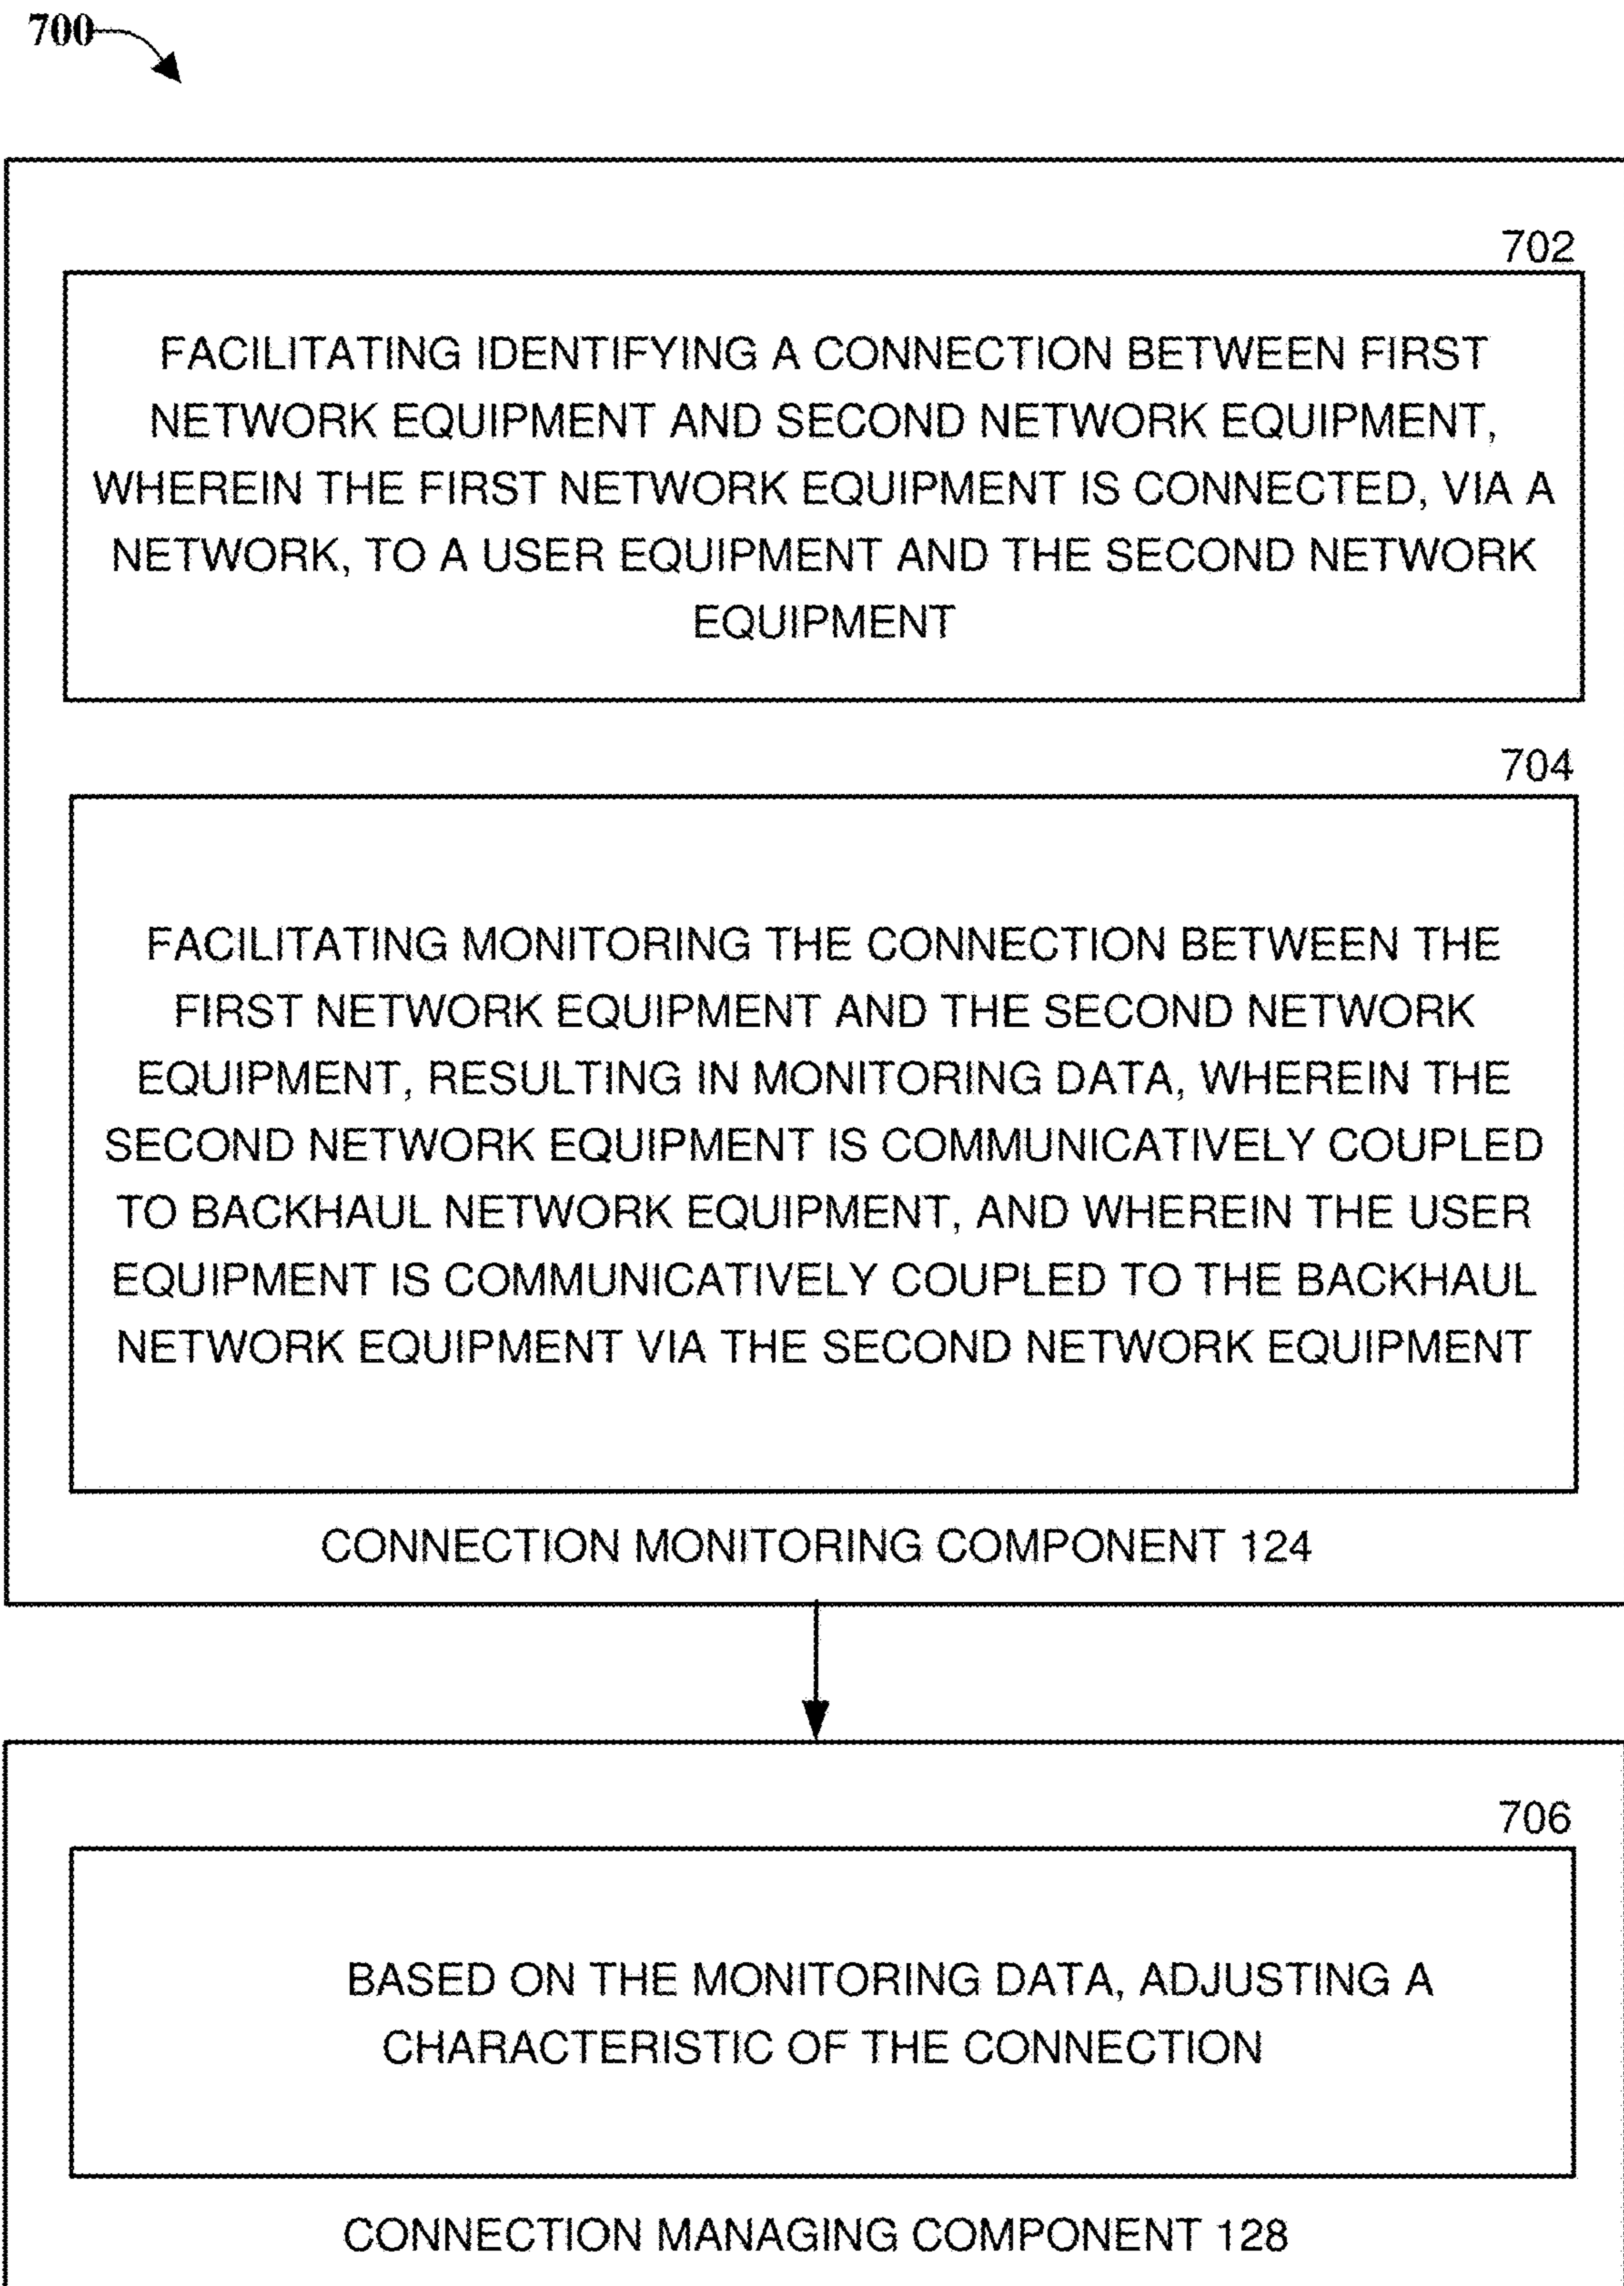 700
702
FACILITATING IDENTIFYING A CONNECTION BETWEEN FIRST
NETWORK EQUIPMENT AND SECOND NETWORK EQUIPMENT,
WHEREIN THE FIRST NETWORK EQUIPMENT IS CONNECTED, VIA A
NETWORK, TO A USER EQUIPMENT AND THE SECOND NETWORK
EQUIPMENT
704
FACILITATING MONITORING THE CONNECTION BETWEEN THE
FIRST NETWORK EQUIPMENT AND THE SECOND NETWORK
EQUIPMENT, RESULTING IN MONITORING DATA, WHEREIN THE
SECOND NETWORK EQUIPMENT IS COMMUNICATIVELY COUPLED
TO BACKHAUL NETWORK EQUIPMENT, AND WHEREIN THE USER
EQUIPMENT IS COMMUNICATIVELY COUPLED TO THE BACKHAUL
NETWORK EQUIPMENT VIA THE SECOND NETWORK EQUIPMENT
CONNECTION MONITORING COMPONENT 124
706
BASED ON THE MONITORING DATA, ADJUSTING A
CHARACTERISTIC OF THE CONNECTION
CONNECTION MANAGING COMPONENT 128